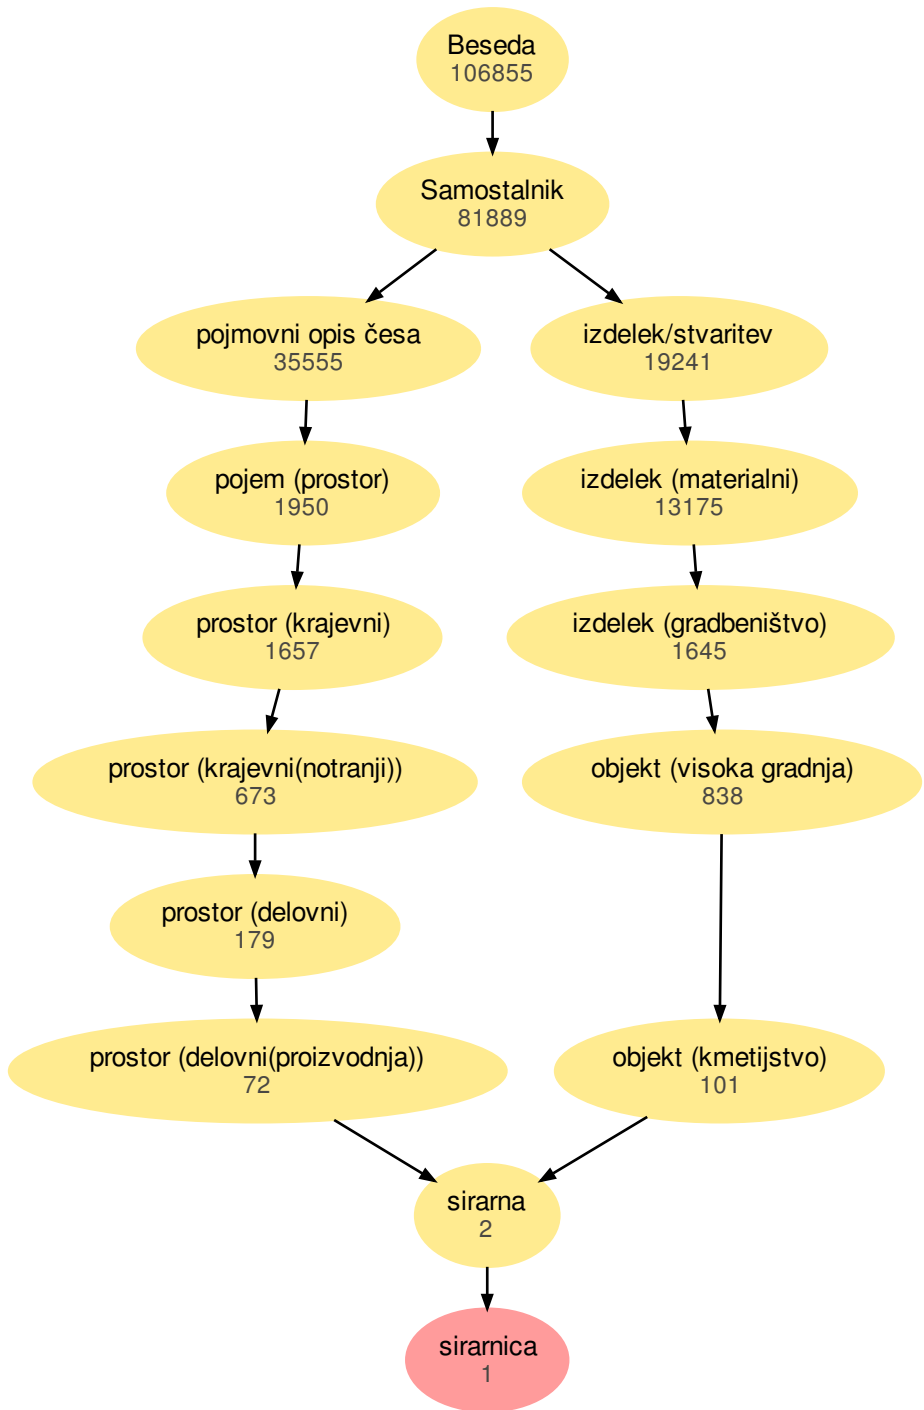 Beseda
106855
Samostalnik
81889
pojmovni opis česa
35555
izdelek/stvaritev
19241
pojem (prostor)
1950
izdelek (materialni)
13175
prostor (krajevni)
1657
izdelek (gradbeništvo)
1645
prostor (krajevni(notranji))
673
objekt (visoka gradnja)
838
prostor (delovni)
179
prostor (delovni(proizvodnja))
72
objekt (kmetijstvo)
101
sirarna
2
sirarnica
1